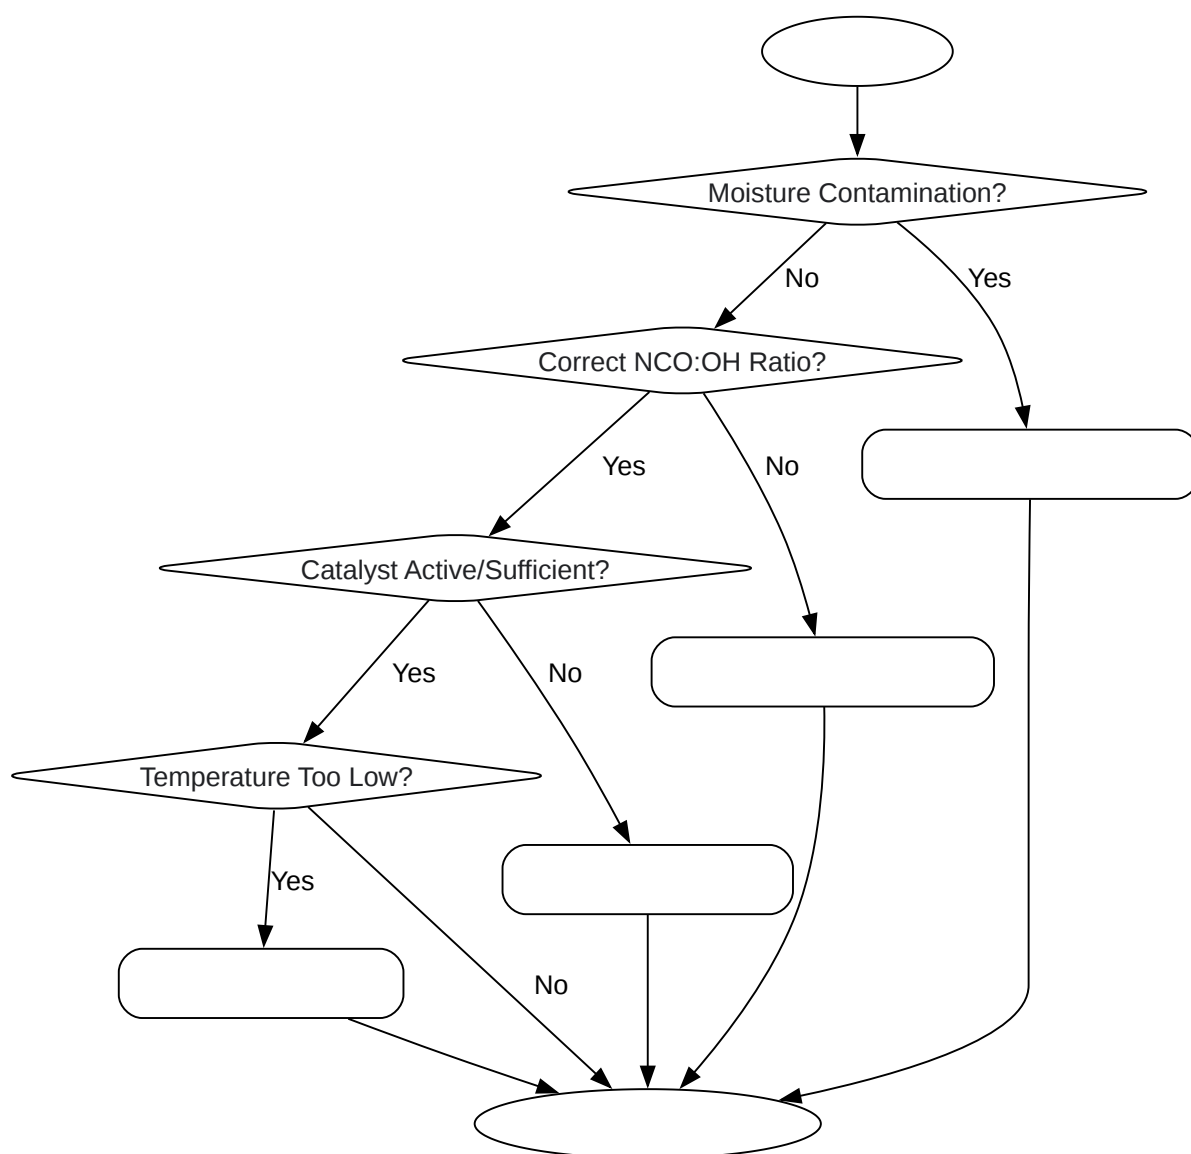 Moisture Contamination?
No
Yes
Correct NCO:OH Ratio?
Yes
No
Catalyst Active/Sufficient?
Yes
No
Temperature Too Low?
Yes
No